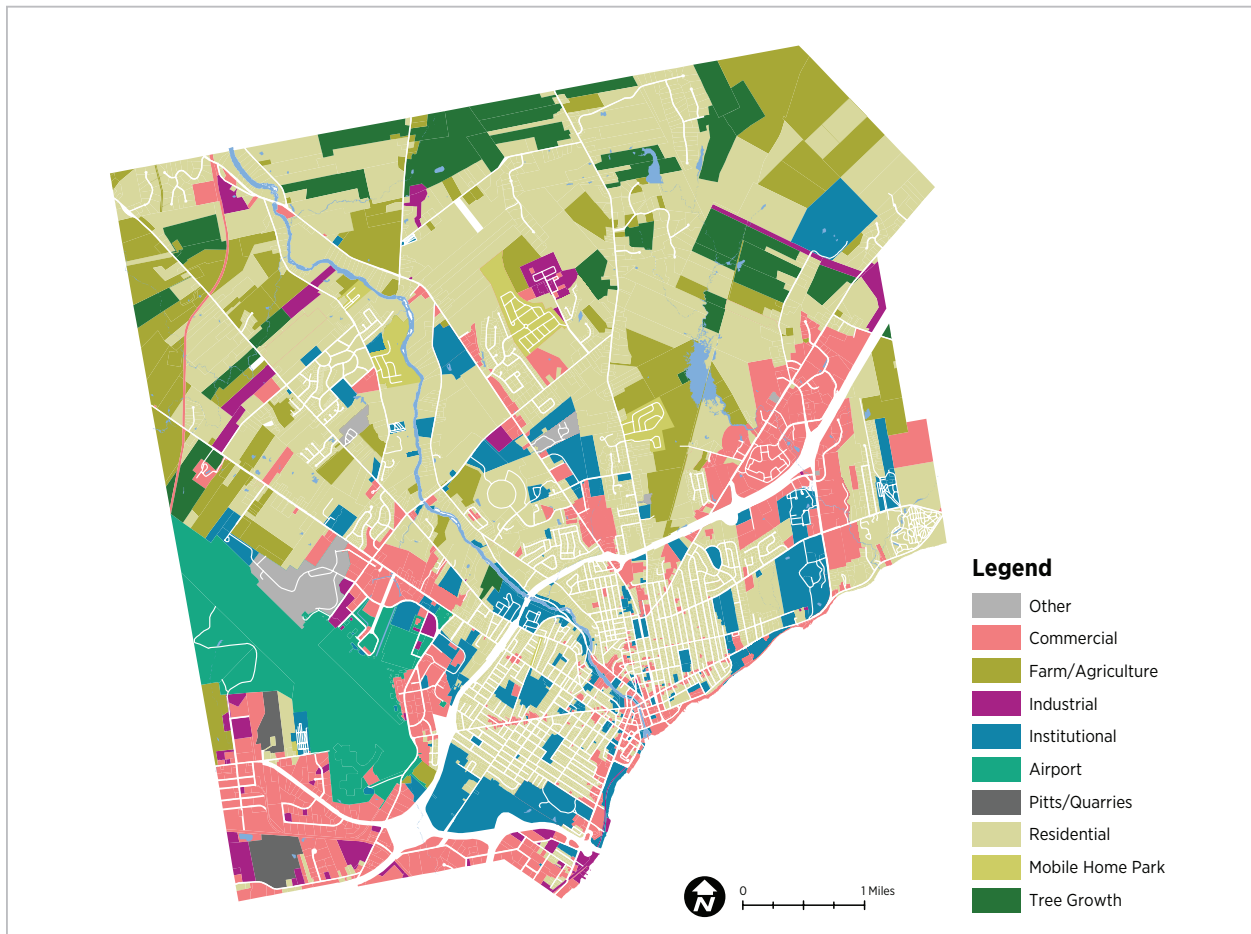 Legend
Other
Commercial
Farm/Agriculture
Industrial
Institutional
Airport
Pitts/Quarries
Residential
Mobile Home Park
Tree Growth
N
0 1 Miles